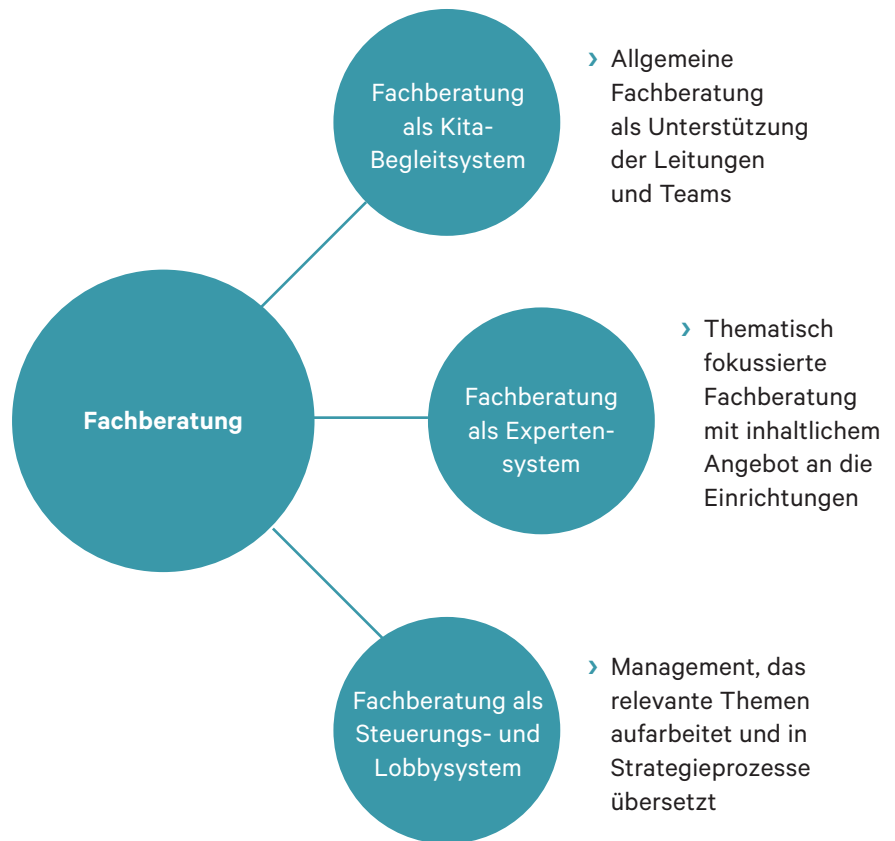 Fachberatung
als Kita-
Begleitsystem
› Allgemeine
Fachberatung
als Unterstützung
der Leitungen
und Teams
Fachberatung
Fachberatung
als Experten-
system
› Thematisch
fokussierte
Fachberatung
mit inhaltlichem
Angebot an die
Einrichtungen
Fachberatung als
Steuerungs- und
Lobbysystem
› Management, das
relevante Themen
aufarbeitet und in
Strategieprozesse
übersetzt